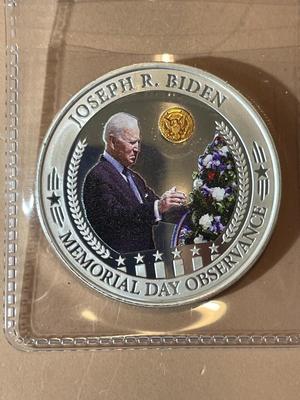 JOSEPH R. BIDEN
MEMORIAL DAY OBSERVANCE